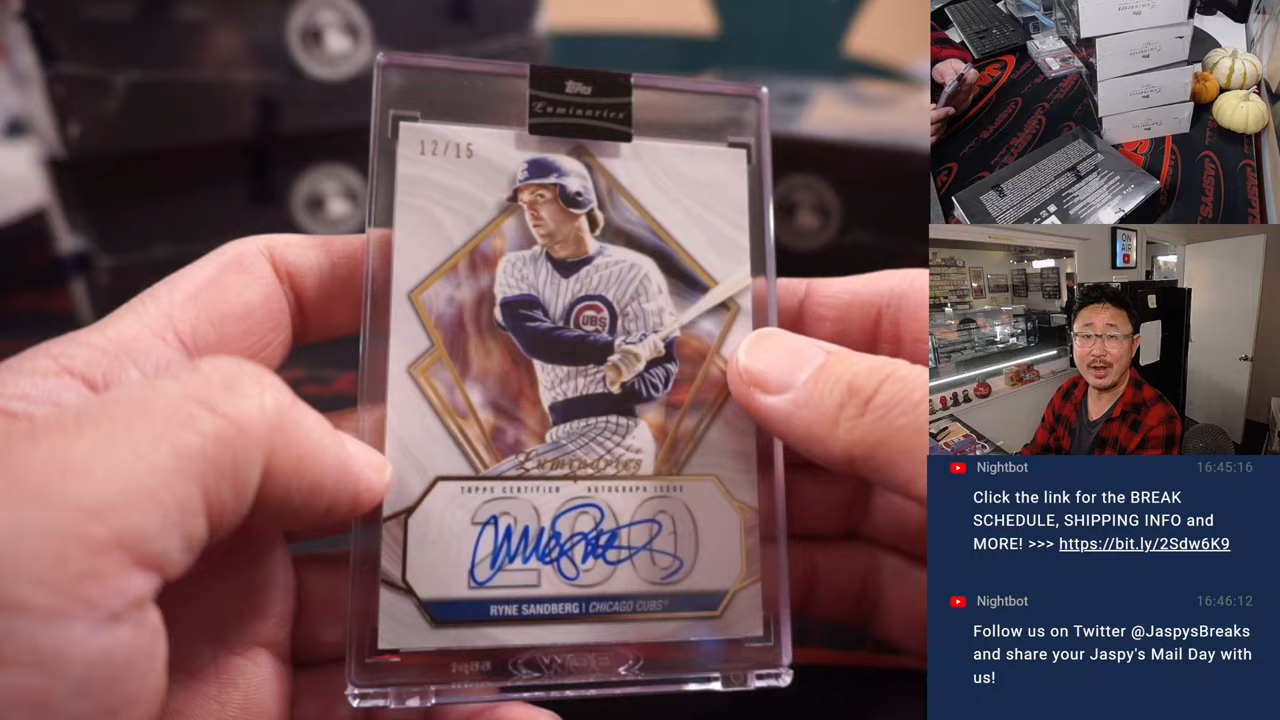 Topps
Luminaries
12/15
CUBS
Luminaries
TOPPS CERTIFIED AUTOGRAPH ISSUE
200
RYNE SANDBERG | CHICAGO CUBS
ON
AIR
JASPYS
Nightbot 16:45:16
Click the link for the BREAK
SCHEDULE, SHIPPING INFO and
MORE! >>> https://bit.ly/2Sdw6K9
Nightbot 16:46:12
Follow us on Twitter @JaspysBreaks
and share your Jaspy's Mail Day with
us!